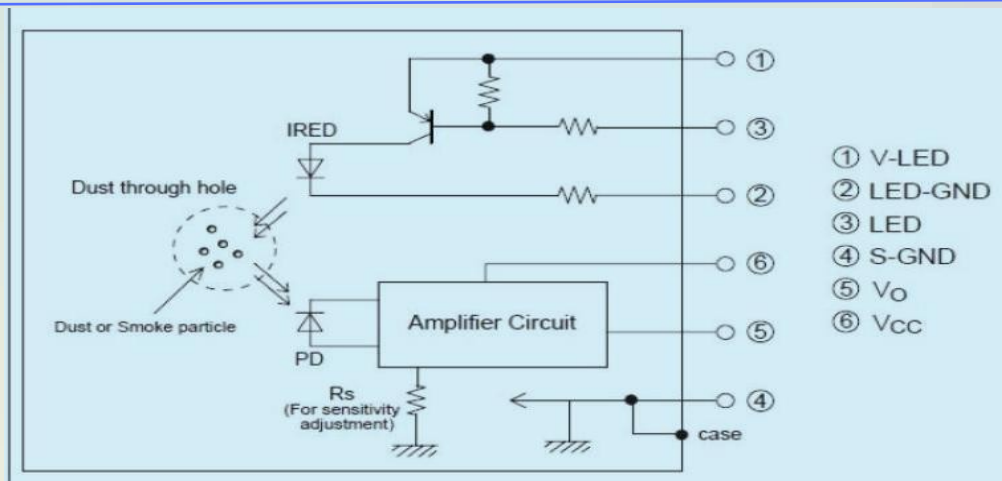 ①
IRED
③
① V-LED
Dust through hole
② LED-GND
②
③ LED
④ S-GND
⑥
⑤ VO
Amplifier Circuit
⑤
⑥ VCC
Dust or Smoke particle
PD
Rs
(For sensitivity
adjustment)
④
case